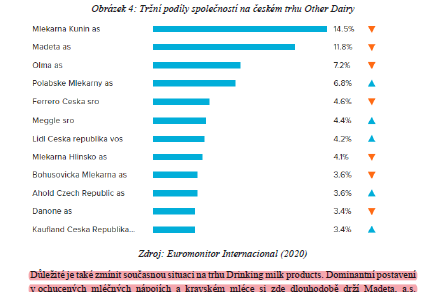 Obrázek 4: Tržní podíly společností na českém trhu Other Dairy
Mlekarna Kunin as 14.5%
Madeta as 11.8%
Olma as 7.2%
Polabske Mlekarny as 6.8%
Ferrero Ceska sro 4.6%
Meggle sro 4.4%
Lidl Ceska republika vos 4.2%
Mlekarna Hlinsko as 4.1%
Bohusovicka Mlekarna as 3.6%
Ahold Czech Republic as 3.6%
Danone as 3.4%
Kaufland Ceska Republika... 3.4%
Zdroj: Euromonitor Internacional (2020)
Důležité je také zmínit současnou situaci na trhu Drinking milk products. Dominantní postavení
v ochucených mléčných nápojích a kravském mléce si zde dlouhodobě drží Madeta, a.s.